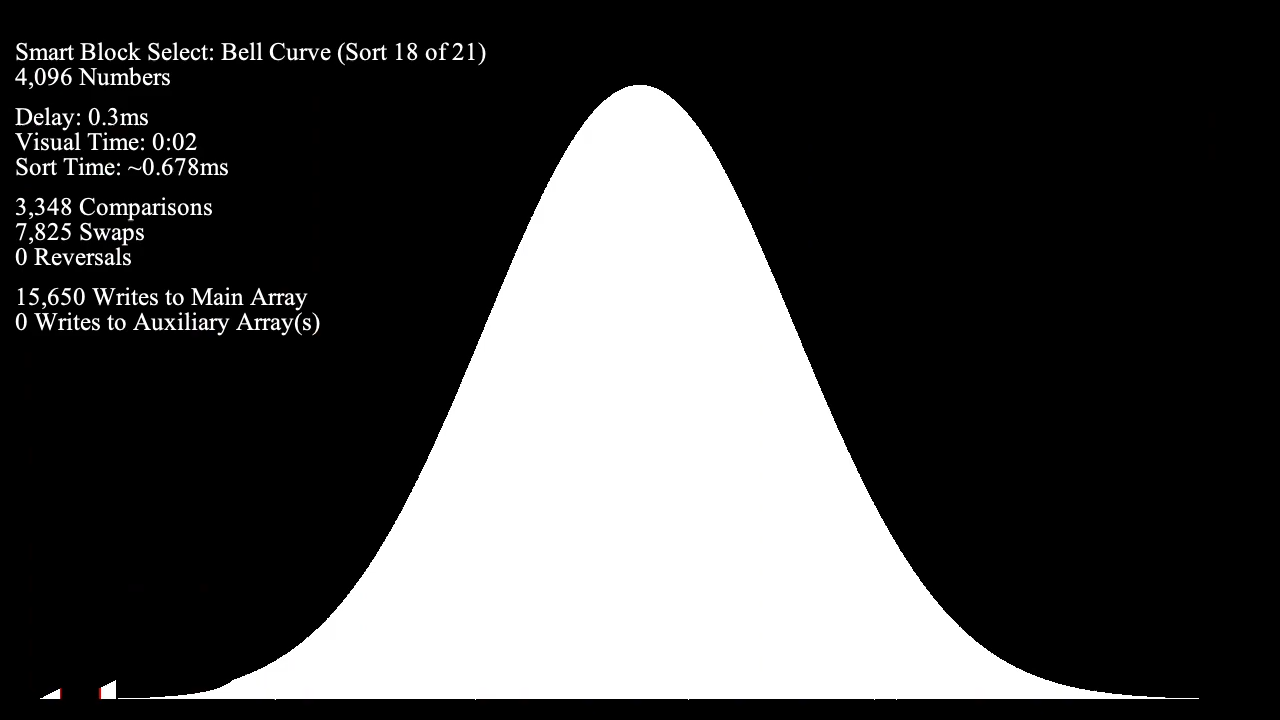 Smart Block Select: Bell Curve (Sort 18 of 21)
4,096 Numbers
Delay: 0.3ms
Visual Time: 0:02
Sort Time: ~0.678ms
3,348 Comparisons
7,825 Swaps
0 Reversals
15,650 Writes to Main Array
0 Writes to Auxiliary Array(s)